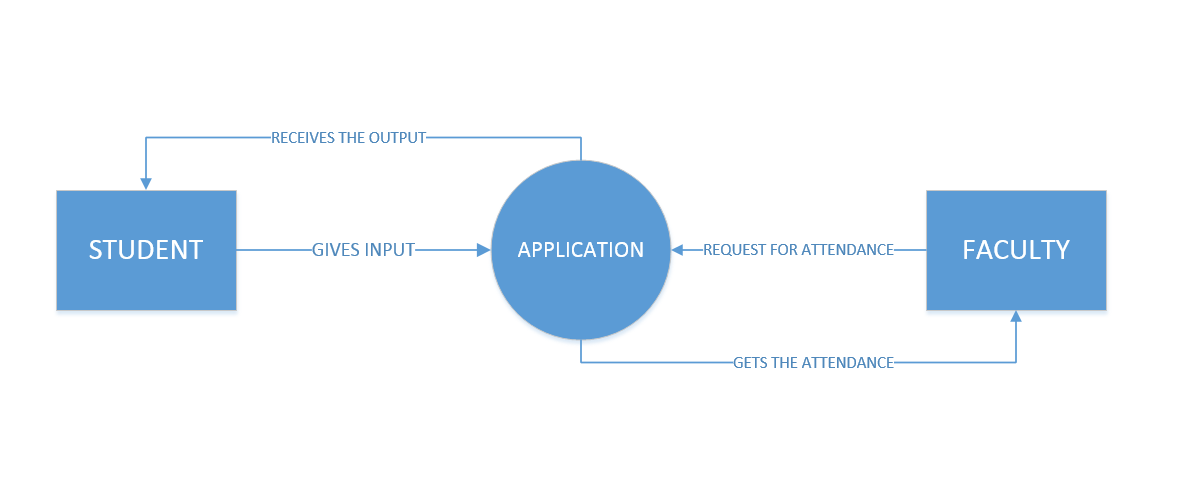 RECEIVES THE OUTPUT
STUDENT
GIVES INPUT
APPLICATION
REQUEST FOR ATTENDANCE
FACULTY
GETS THE ATTENDANCE